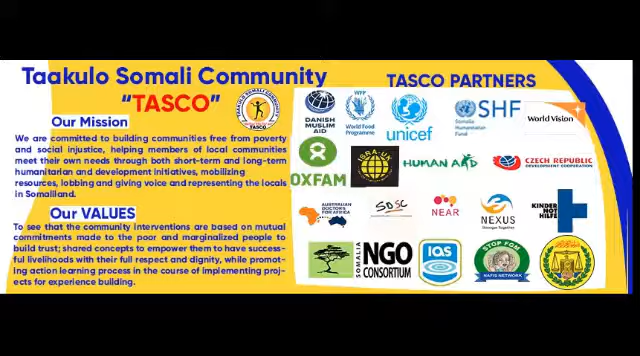 Taakulo Somali Community
"TASCO"
TAAKULO SOMALI COMMUNITY
TASCO
Our Mission
We are committed to building communities free from poverty
and social injustice, helping members of local communities
meet their own needs through both short-term and long-term
humanitarian and development initiatives, mobilizing
resources, lobbing and giving voice and representing the locals
in Somaliland.
Our VALUES
To see that the community interventions are based on mutual
commitments made to the poor and marginalized people to
build trust; shared concepts to empower them to have success-
ful livelihoods with their full respect and dignity, while promot-
ing action learning process in the course of implementing proj-
ects for experience building.
TASCO PARTNERS
DANISH
MUSLIM
AID
WFP
World Food
Programme
unicef
SHF
Somalia
Humanitarian
Fund
World Vision
OXFAM
ISRA-UK
HUMAN AID
CZECH REPUBLIC
DEVELOPMENT COOPERATION
AUSTRALIAN
DOCTORS
FOR AFRICA
SDSC
NEAR
NEXUS
Stronger Together
KINDER
NOT
HILFE
SOMALIA
NGO
CONSORTIUM
IAS
STOP FGM
NAFIS NETWORK